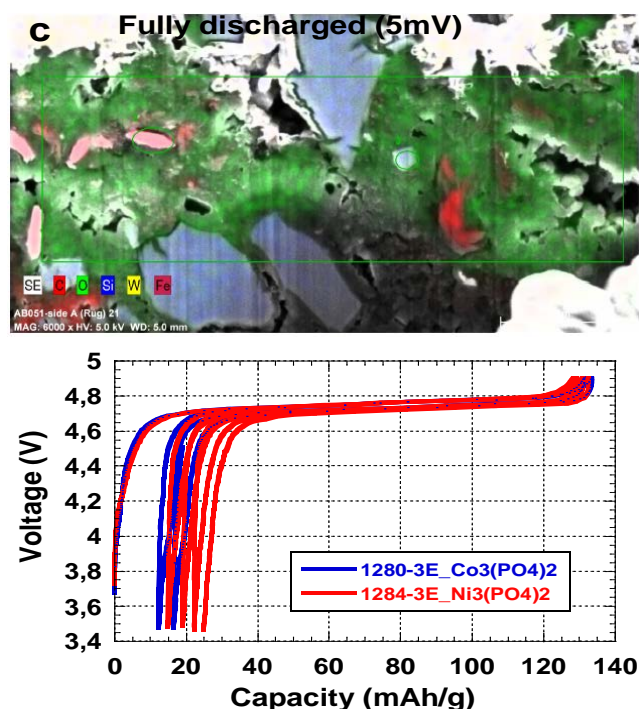 c Fully discharged (5mV)
SE C O Si W Fe
AB051-side A (Rug) 21
MAG: 6000 x HV: 5.0 kV WD: 5.0 mm
5
4,8
4,6
4,4
4,2
4
3,8
3,6
3,4
Voltage (V)
1280-3E_Co3(PO4)2
1284-3E_Ni3(PO4)2
0 20 40 60 80 100 120 140
Capacity (mAh/g)